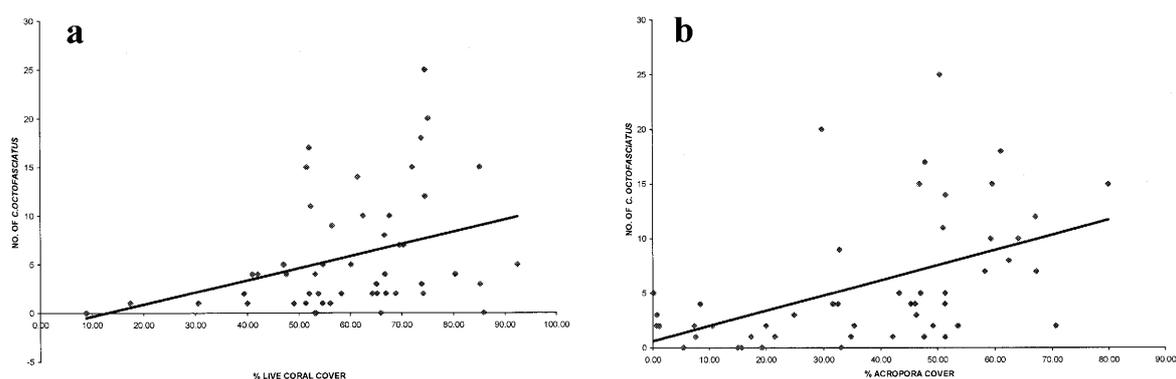 a
30
25
20
15
10
5
0
-5
NO. OF C.OCTOFASCIATUS
0.00 10.00 20.00 30.00 40.00 50.00 60.00 70.00 80.00 90.00 100.00
% LIVE CORAL COVER
b
30
25
20
15
10
5
0
NO. OF C. OCTOFASCIATUS
0.00 10.00 20.00 30.00 40.00 50.00 60.00 70.00 80.00 90.00
% ACROPORA COVER